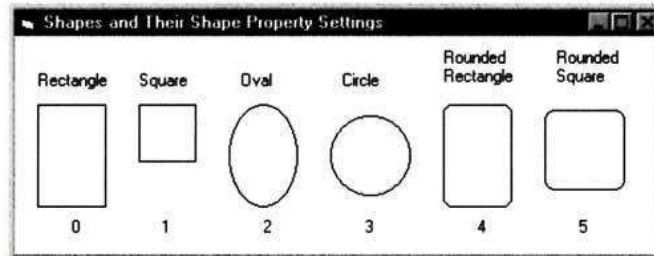 Shapes and Their Shape Property Settings
Rectangle Square Oval Circle Rounded Rectangle Rounded Square
0 1 2 3 4 5